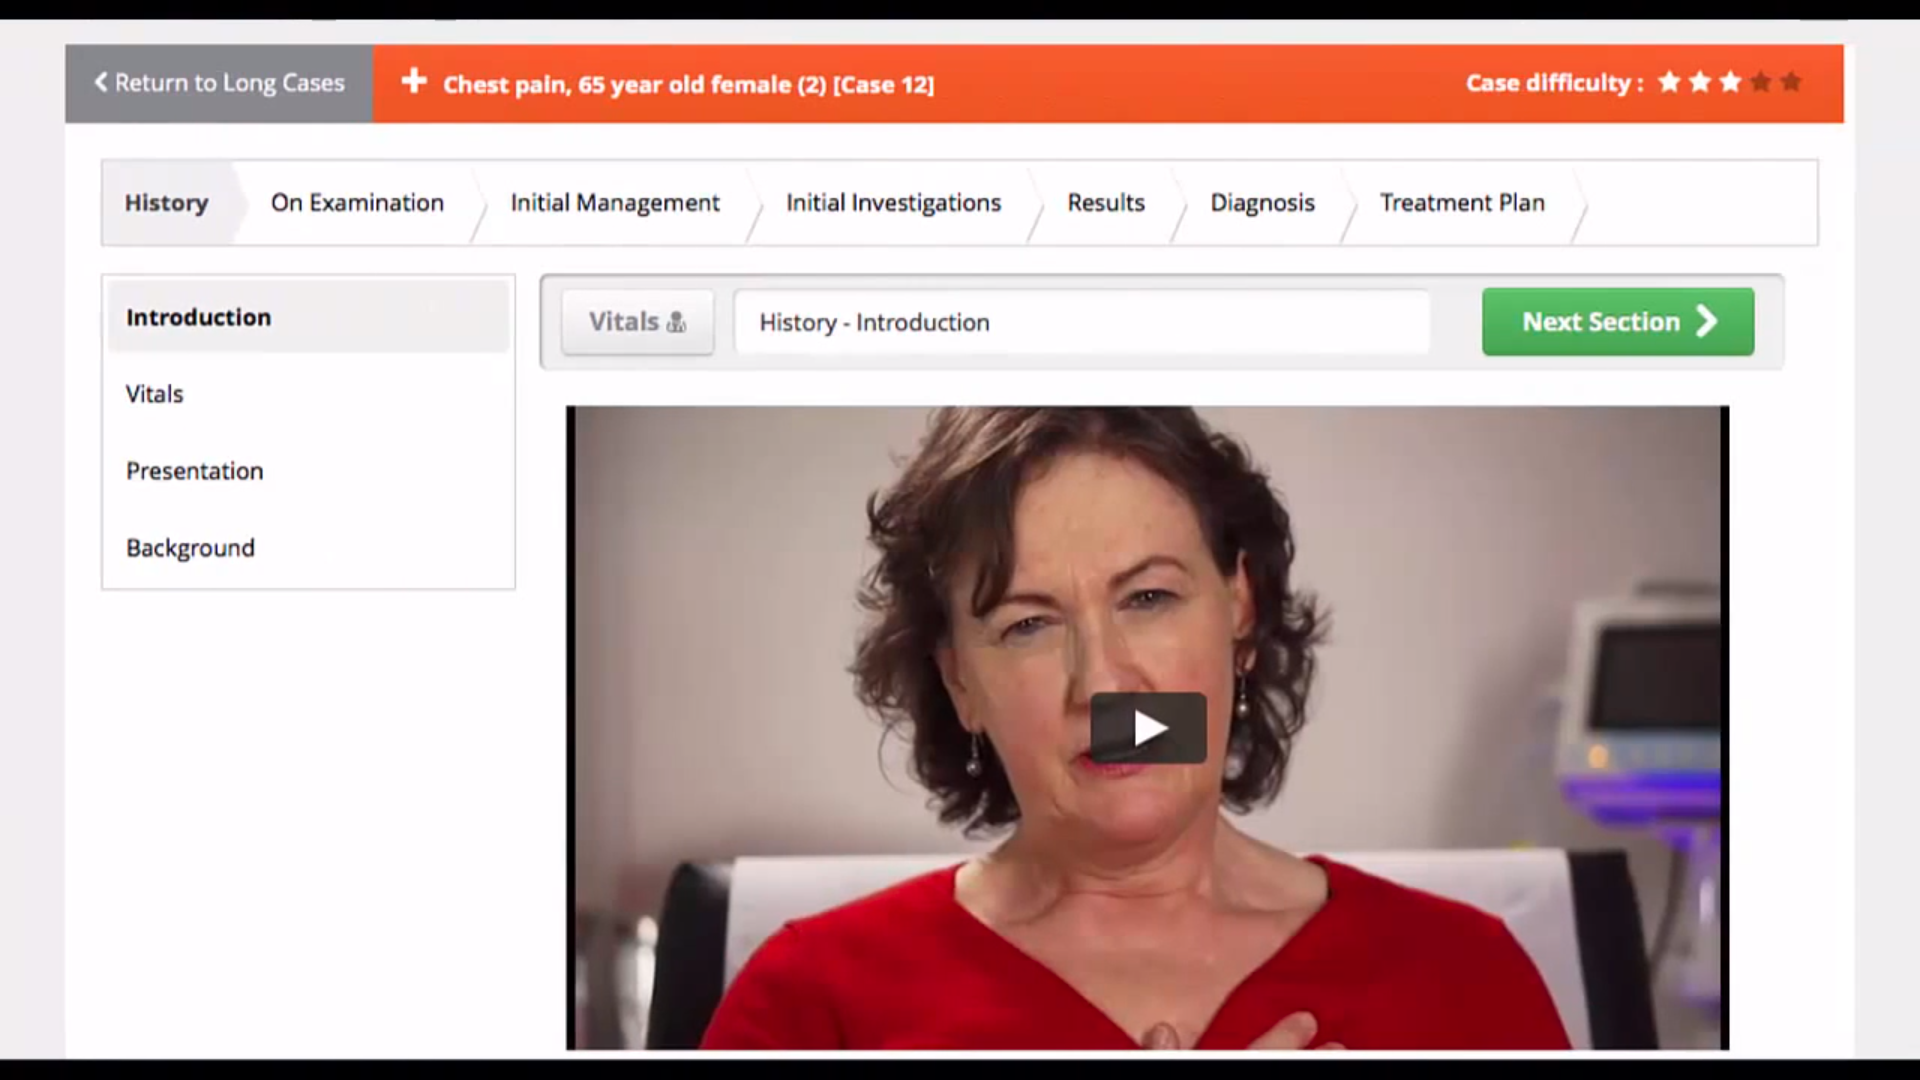 Return to Long Cases
Chest pain, 65 year old female (2) [Case 12]
Case difficulty :
History
On Examination
Initial Management
Initial Investigations
Results
Diagnosis
Treatment Plan
Introduction
Vitals
Presentation
Background
Vitals
History - Introduction
Next Section